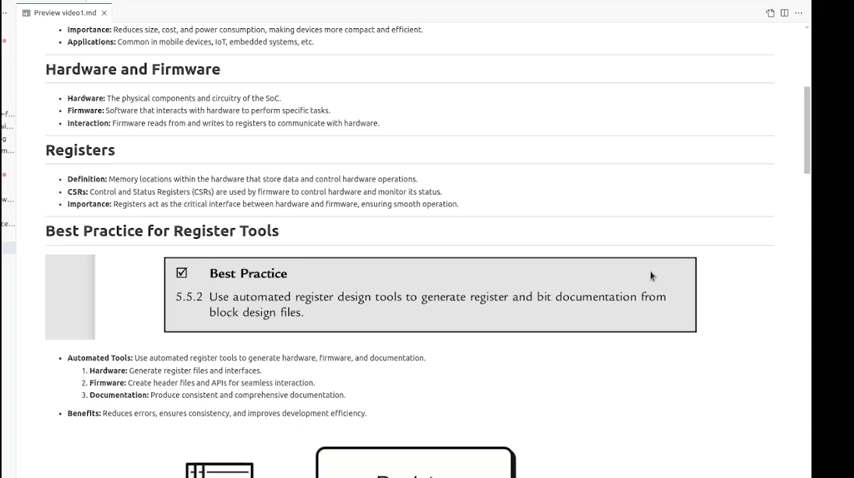 Preview video1.md
Importance: Reduces size, cost, and power consumption, making devices more compact and efficient.
Applications: Common in mobile devices, IoT, embedded systems, etc.
Hardware and Firmware
Hardware: The physical components and circuitry of the SoC.
Firmware: Software that interacts with hardware to perform specific tasks.
Interaction: Firmware reads from and writes to registers to communicate with hardware.
Registers
Definition: Memory locations within the hardware that store data and control hardware operations.
CSRs: Control and Status Registers (CSRs) are used by firmware to control hardware and monitor its status.
Importance: Registers act as the critical interface between hardware and firmware, ensuring smooth operation.
Best Practice for Register Tools
Best Practice
5.5.2 Use automated register design tools to generate register and bit documentation from
block design files.
Automated Tools: Use automated register tools to generate hardware, firmware, and documentation.
1. Hardware: Generate register files and interfaces.
2. Firmware: Create header files and APIs for seamless interaction.
3. Documentation: Produce consistent and comprehensive documentation.
Benefits: Reduces errors, ensures consistency, and improves development efficiency.